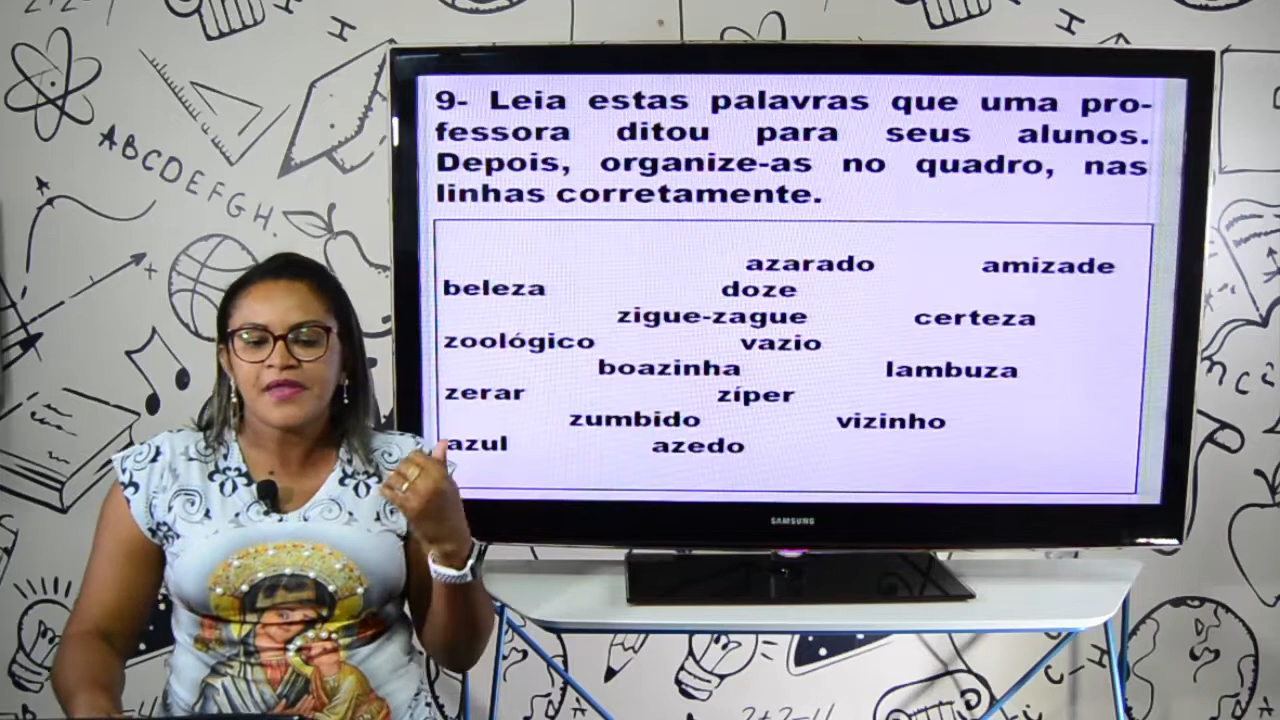 9- Leia estas palavras que uma pro-
fessora ditou para seus alunos.
Depois, organize-as no quadro, nas
linhas corretamente.
azarado amizade
beleza doze
zigue-zague certeza
zoológico vazio
boazinha lambuza
zerar zíper
zumbido vizinho
azul azedo
SAMSUNG
ABCDEFGH.